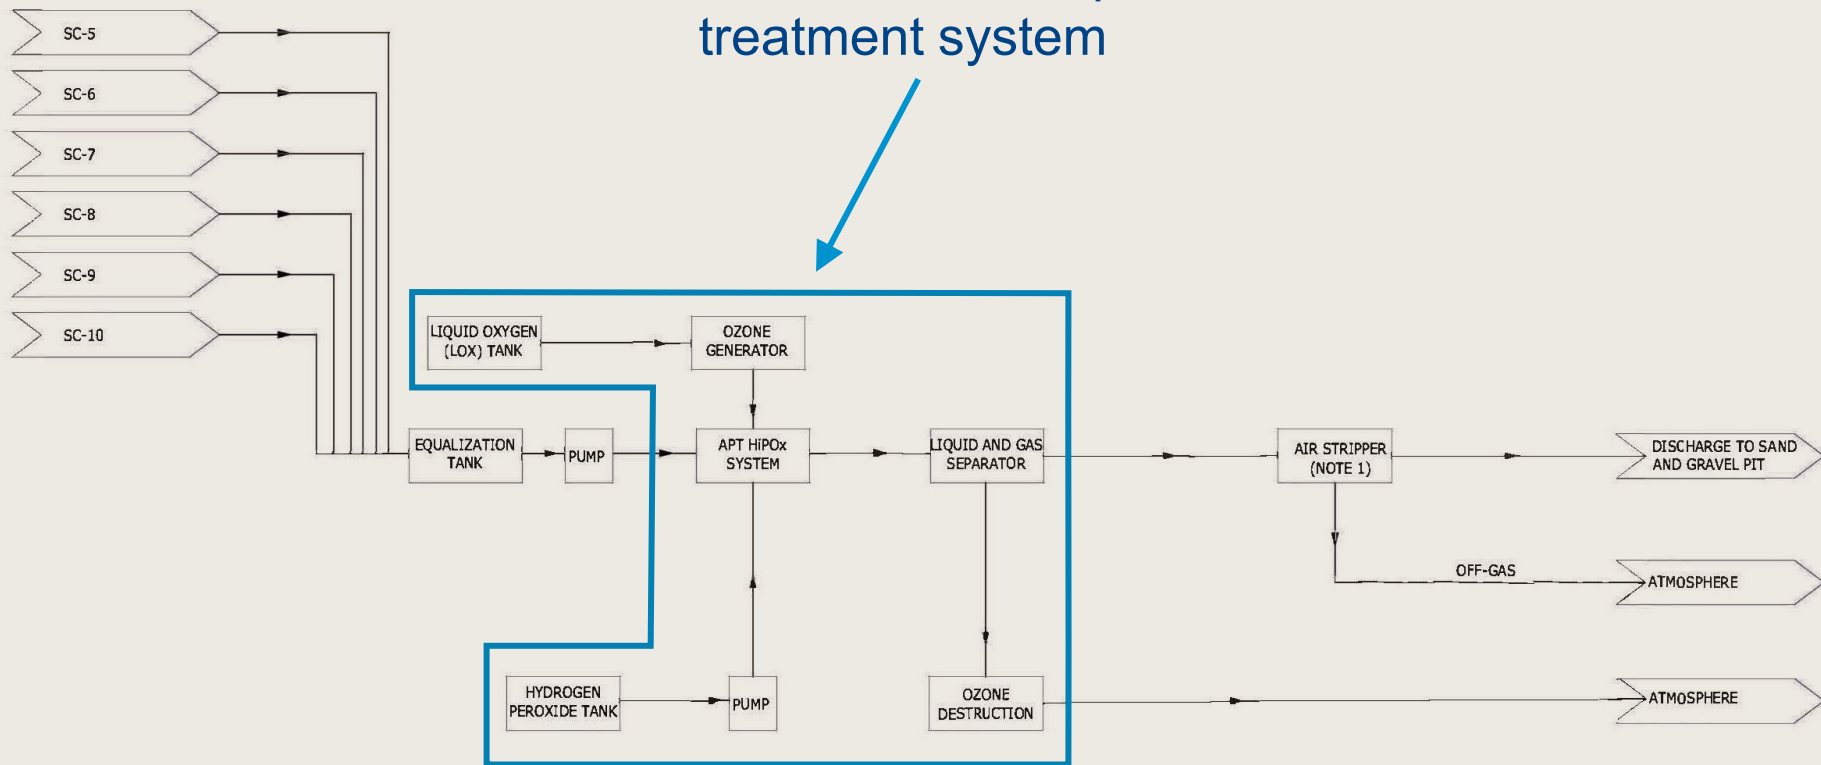 treatment system
SC-5
SC-6
SC-7
SC-8
SC-9
SC-10
LIQUID OXYGEN
(LOX) TANK
OZONE
GENERATOR
EQUALIZATION
TANK
PUMP
APT HiPOx
SYSTEM
LIQUID AND GAS
SEPARATOR
AIR STRIPPER
(NOTE 1)
DISCHARGE TO SAND
AND GRAVEL PIT
OFF-GAS
ATMOSPHERE
HYDROGEN
PEROXIDE TANK
PUMP
OZONE
DESTRUCTION
ATMOSPHERE